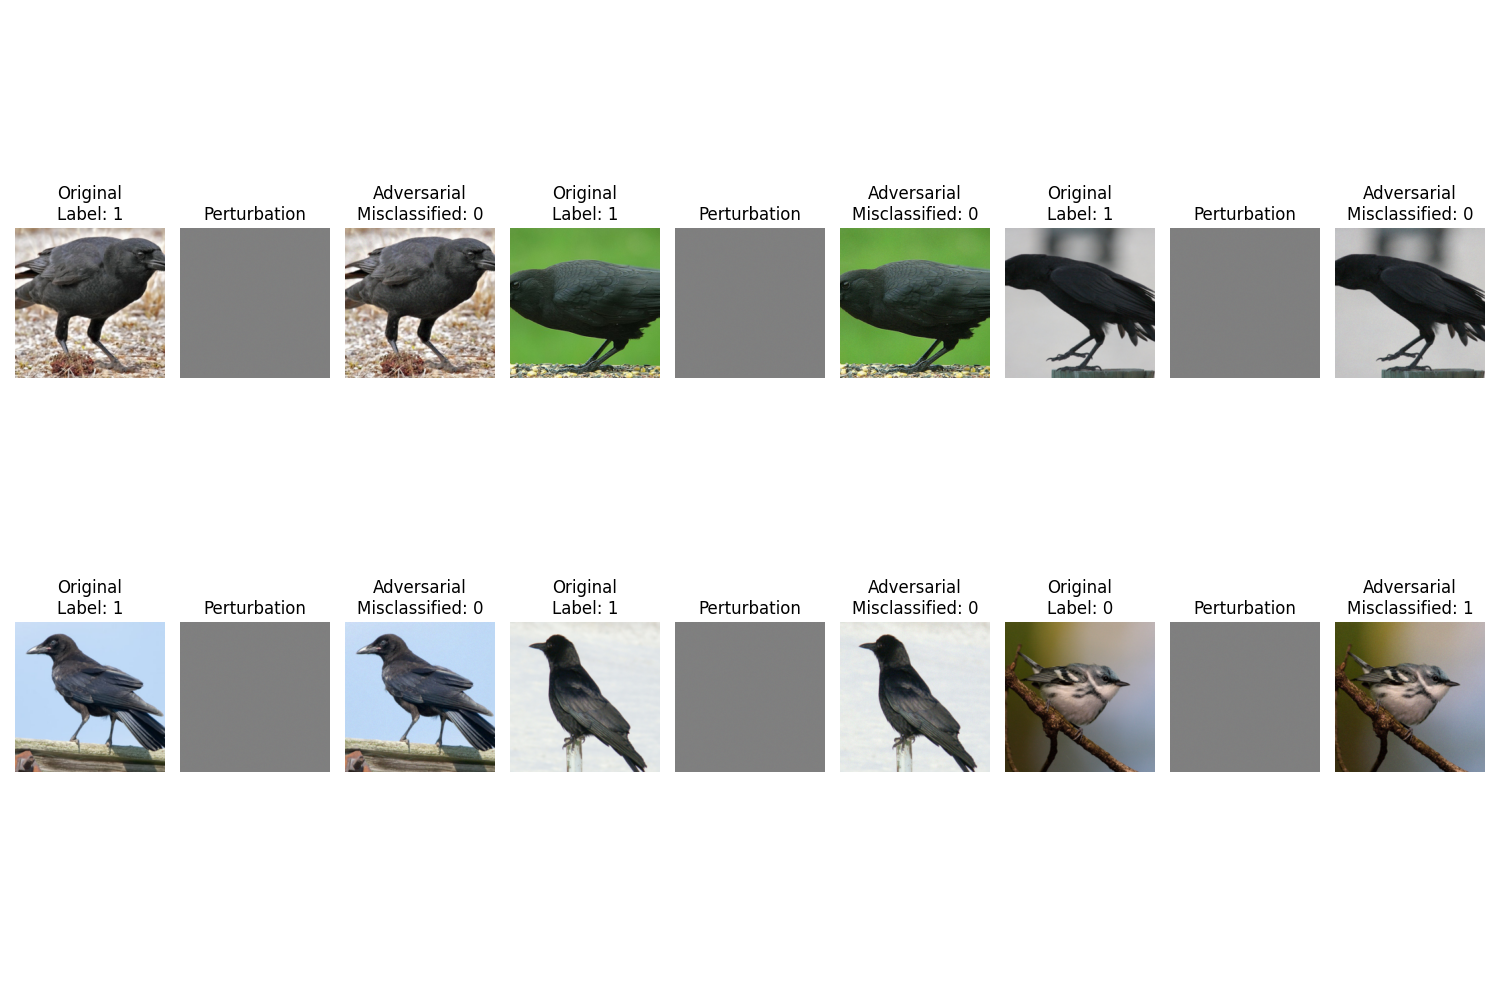 Original
Label: 1
Perturbation
Adversarial
Misclassified: 0
Original
Label: 1
Perturbation
Adversarial
Misclassified: 0
Original
Label: 1
Perturbation
Adversarial
Misclassified: 0
Original
Label: 1
Perturbation
Adversarial
Misclassified: 0
Original
Label: 1
Perturbation
Adversarial
Misclassified: 0
Original
Label: 0
Perturbation
Adversarial
Misclassified: 1